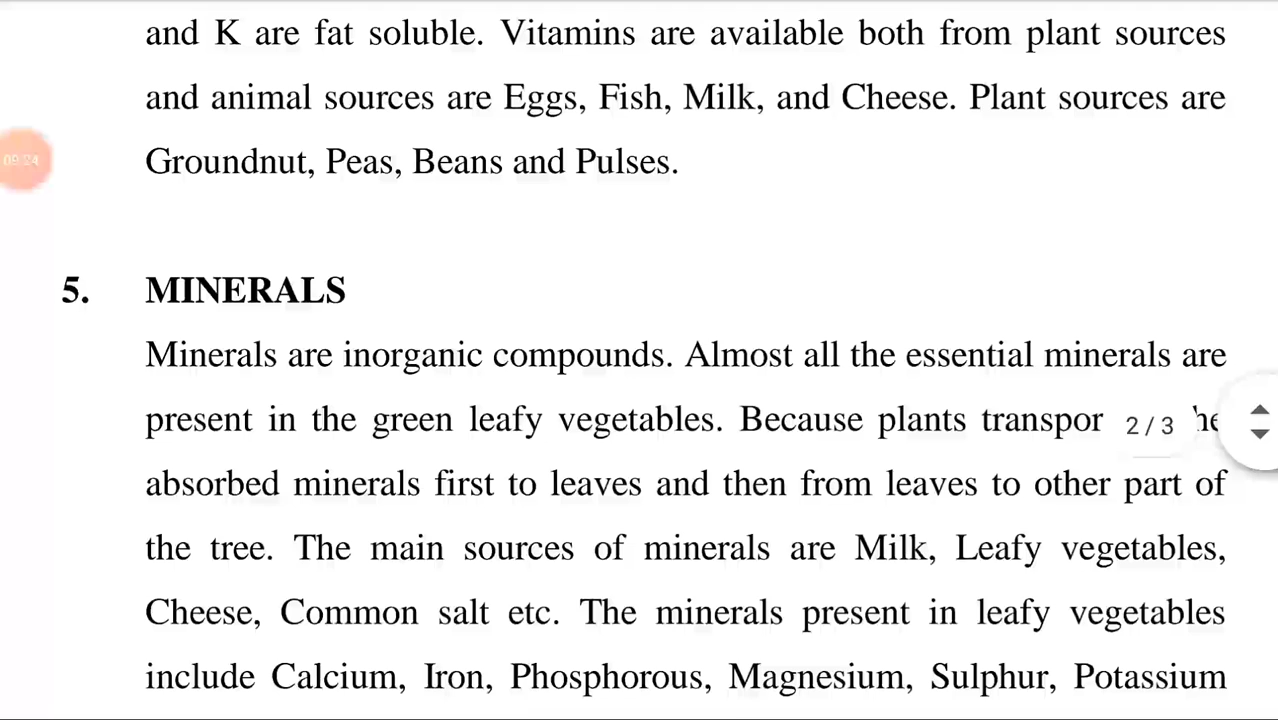 and K are fat soluble. Vitamins are available both from plant sources
and animal sources are Eggs, Fish, Milk, and Cheese. Plant sources are
09:24
Groundnut, Peas, Beans and Pulses.
5. MINERALS
Minerals are inorganic compounds. Almost all the essential minerals are
present in the green leafy vegetables. Because plants transpor he
2 / 3
absorbed minerals first to leaves and then from leaves to other part of
the tree. The main sources of minerals are Milk, Leafy vegetables,
Cheese, Common salt etc. The minerals present in leafy vegetables
include Calcium, Iron, Phosphorous, Magnesium, Sulphur, Potassium